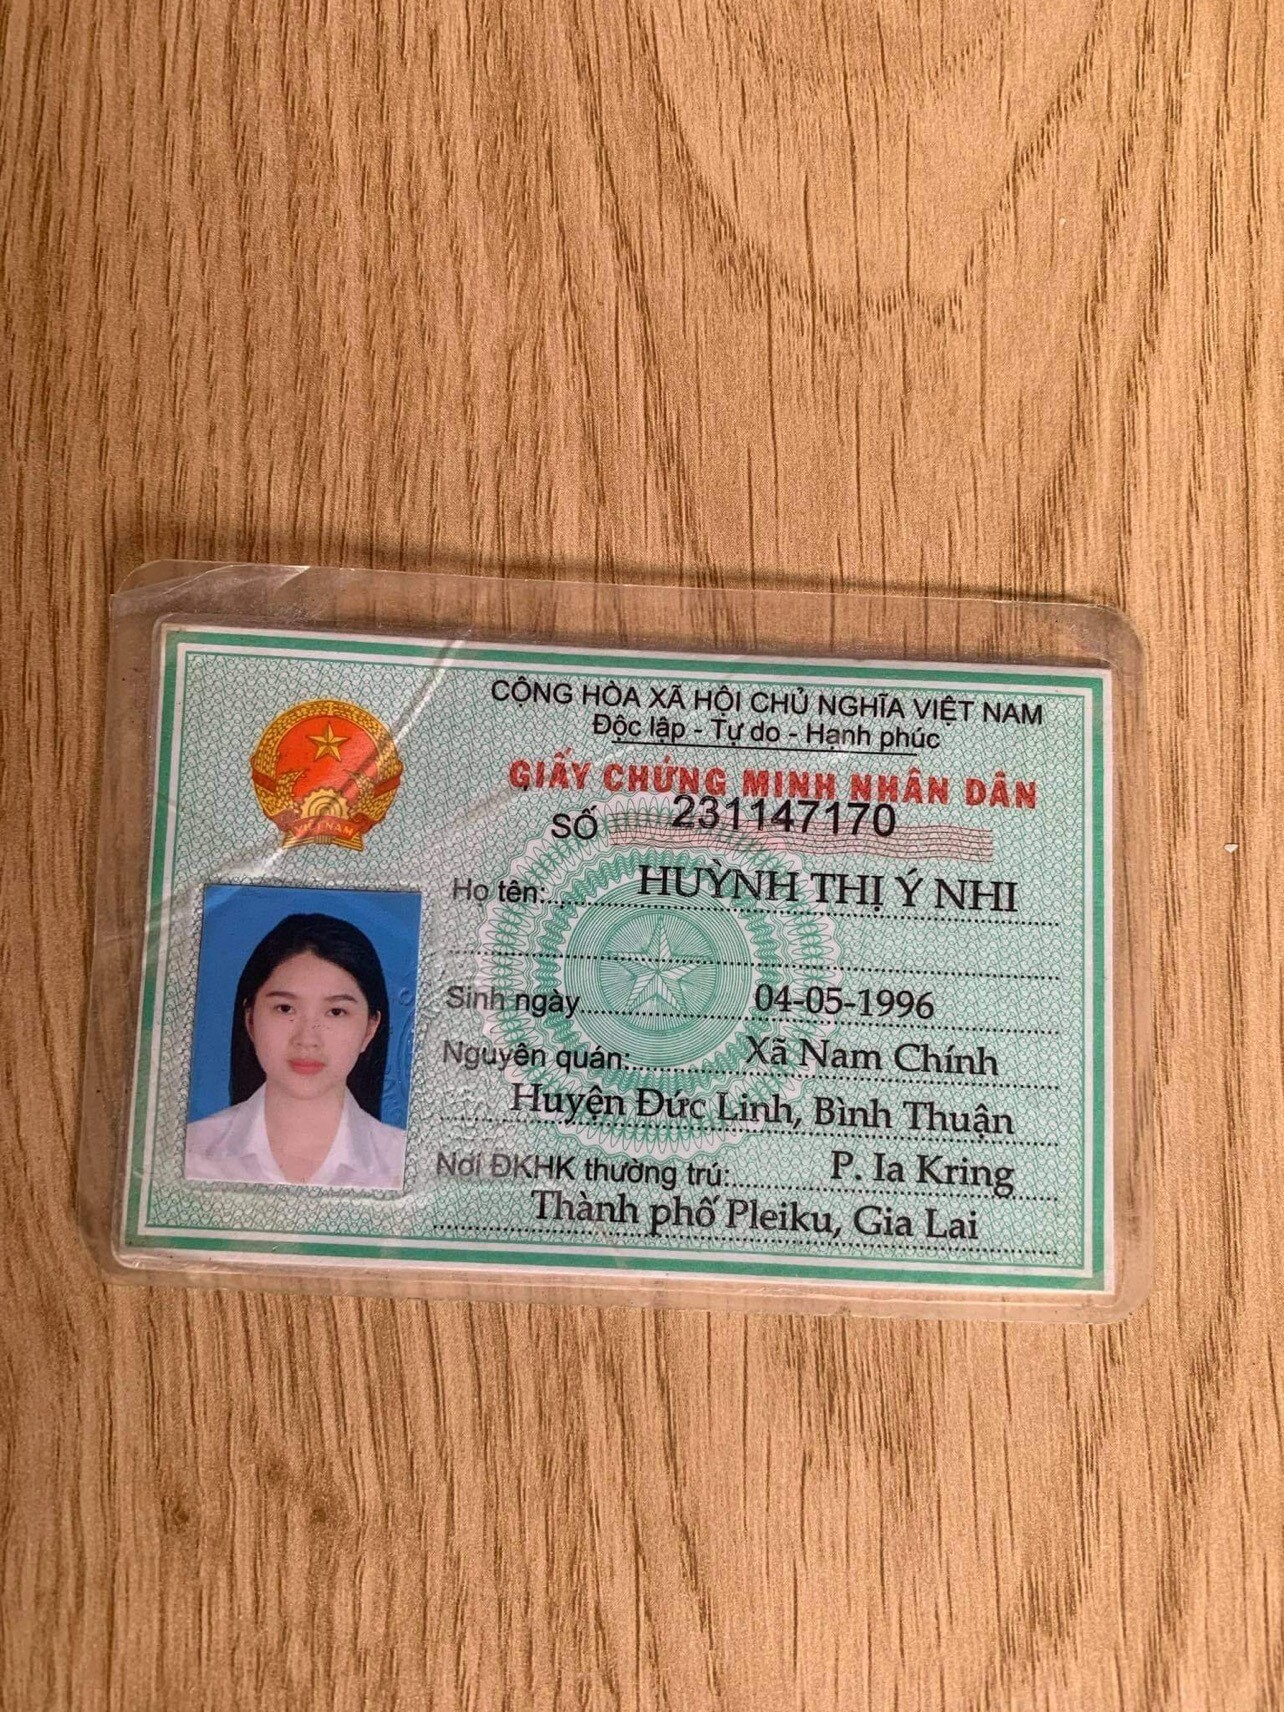 CỘNG HÒA XÃ HỘI CHỦ NGHĨA VIỆT NAM
Độc lập - Tự do - Hạnh phúc
GIẤY CHỨNG MINH NHÂN DÂN
SỐ 231147170
Họ tên: HUỲNH THỊ Ý NHI
Sinh ngày 04-05-1996
Nguyên quán: Xã Nam Chính
Huyện Đức Linh, Bình Thuận
Nơi ĐKHK thường trú: P. Ia Kring
Thành phố Pleiku, Gia Lai
VIỆT NAM